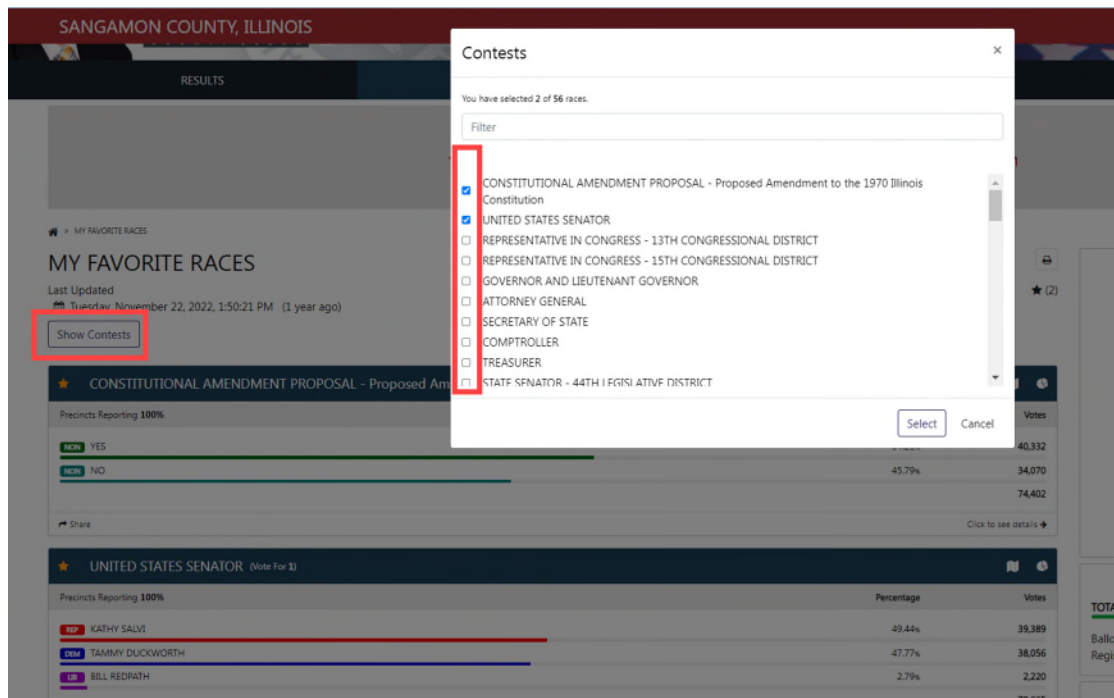 SANGAMON COUNTY, ILLINOIS
RESULTS
MY FAVORITE RACES
MY FAVORITE RACES
Last Updated
Tuesday, November 22, 2022, 1:50:21 PM (1 year ago)
(2)
Show Contests
Contests
×
You have selected 2 of 56 races.
Filter
CONSTITUTIONAL AMENDMENT PROPOSAL - Proposed Amendment to the 1970 Illinois
Constitution
UNITED STATES SENATOR
REPRESENTATIVE IN CONGRESS - 13TH CONGRESSIONAL DISTRICT
REPRESENTATIVE IN CONGRESS - 15TH CONGRESSIONAL DISTRICT
GOVERNOR AND LIEUTENANT GOVERNOR
ATTORNEY GENERAL
SECRETARY OF STATE
COMPTROLLER
TREASURER
STATE SENATOR - 44TH LEGISLATIVE DISTRICT
Select Cancel
CONSTITUTIONAL AMENDMENT PROPOSAL - Proposed Am
Precincts Reporting 100% Votes
NON YES 40,332
NON NO 45.79% 34,070
74,402
Share Click to see details
UNITED STATES SENATOR (Vote For 1)
Precincts Reporting 100% Percentage Votes
REP KATHY SALVI 49.44% 39,389
DEM TAMMY DUCKWORTH 47.77% 38,056
LIB BILL REDPATH 2.79% 2,220
TOTA
Ballo
Regi